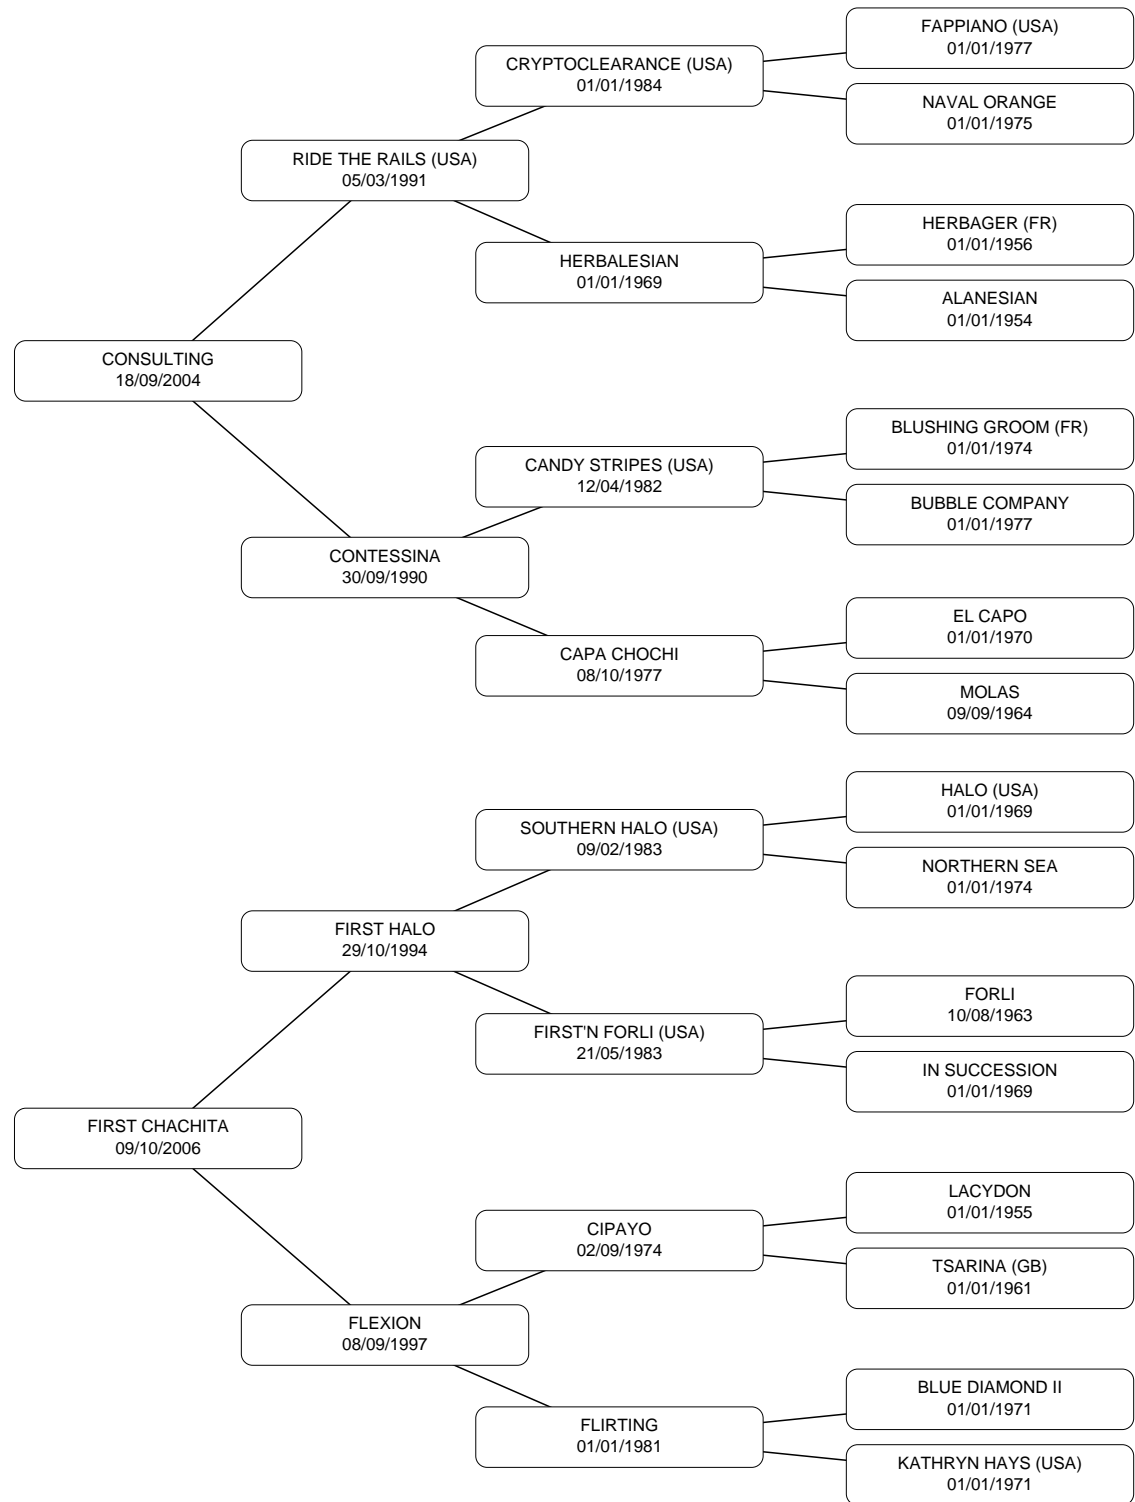 FAPPIANO (USA)
01/01/1977
CRYPTOCLEARANCE (USA)
01/01/1984
NAVAL ORANGE
01/01/1975
RIDE THE RAILS (USA)
05/03/1991
HERBAGER (FR)
01/01/1956
HERBALESIAN
01/01/1969
ALANESIAN
01/01/1954
CONSULTING
18/09/2004
BLUSHING GROOM (FR)
01/01/1974
CANDY STRIPES (USA)
12/04/1982
BUBBLE COMPANY
01/01/1977
CONTESSINA
30/09/1990
EL CAPO
01/01/1970
CAPA CHOCHI
08/10/1977
MOLAS
09/09/1964
HALO (USA)
01/01/1969
SOUTHERN HALO (USA)
09/02/1983
NORTHERN SEA
01/01/1974
FIRST HALO
29/10/1994
FORLI
10/08/1963
FIRST'N FORLI (USA)
21/05/1983
IN SUCCESSION
01/01/1969
FIRST CHACHITA
09/10/2006
LACYDON
01/01/1955
CIPAYO
02/09/1974
TSARINA (GB)
01/01/1961
FLEXION
08/09/1997
BLUE DIAMOND II
01/01/1971
FLIRTING
01/01/1981
KATHRYN HAYS (USA)
01/01/1971